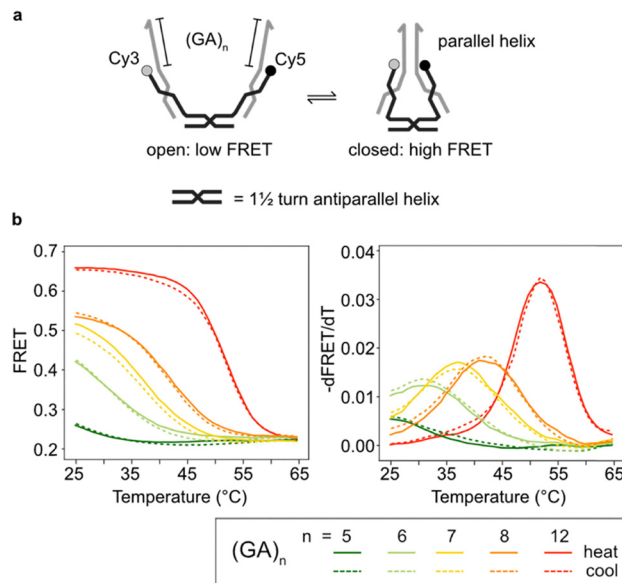 a
(GA)n
Cy3
Cy5
parallel helix
open: low FRET
closed: high FRET
= 1½ turn antiparallel helix
b
0.7
0.6
0.5
0.4
0.3
0.2
FRET
25 35 45 55 65
Temperature (°C)
0.04
0.03
0.02
0.01
0.00
-dFRET/dT
25 35 45 55 65
Temperature (°C)
n = 5 6 7 8 12
(GA)n
heat
cool